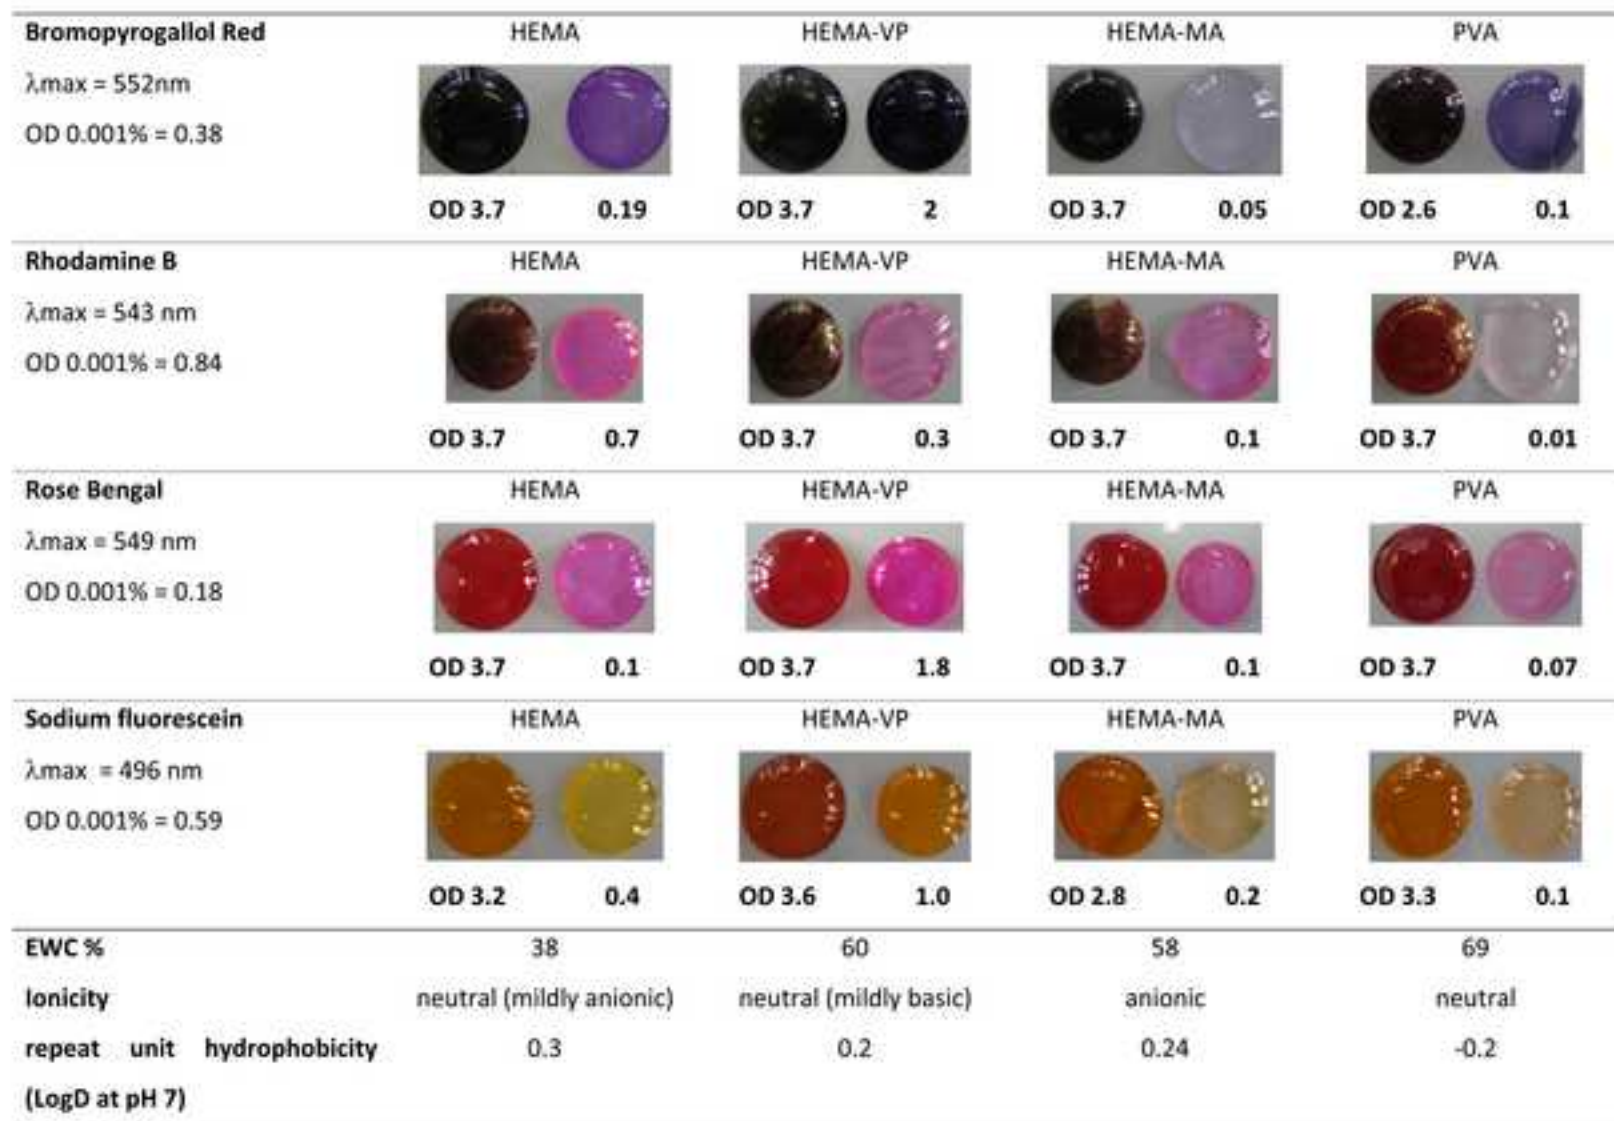 Bromopyrogallol Red HEMA HEMA-VP HEMA-MA PVA
λmax = 552nm
OD 0.001% = 0.38
OD 3.7 0.19 OD 3.7 2 OD 3.7 0.05 OD 2.6 0.1
Rhodamine B HEMA HEMA-VP HEMA-MA PVA
λmax = 543 nm
OD 0.001% = 0.84
OD 3.7 0.7 OD 3.7 0.3 OD 3.7 0.1 OD 3.7 0.01
Rose Bengal HEMA HEMA-VP HEMA-MA PVA
λmax = 549 nm
OD 0.001% = 0.18
OD 3.7 0.1 OD 3.7 1.8 OD 3.7 0.1 OD 3.7 0.07
Sodium fluorescein HEMA HEMA-VP HEMA-MA PVA
λmax = 496 nm
OD 0.001% = 0.59
OD 3.2 0.4 OD 3.6 1.0 OD 2.8 0.2 OD 3.3 0.1
EWC % 38 60 58 69
Ionicity neutral (mildly anionic) neutral (mildly basic) anionic neutral
repeat unit hydrophobicity 0.3 0.2 0.24 -0.2
(LogD at pH 7)